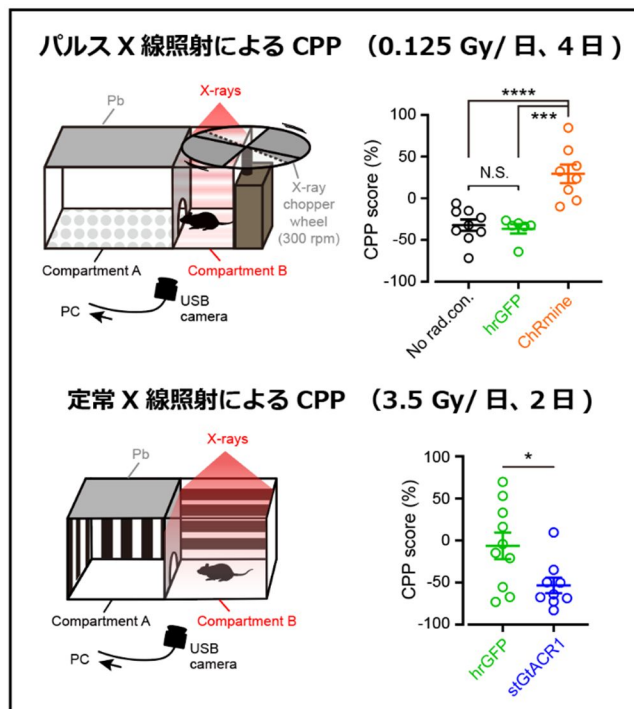 パルス X 線照射による CPP （0.125 Gy/ 日、4 日）
Pb
X-rays
X-ray
chopper
wheel
(300 rpm)
Compartment A
Compartment B
PC
USB
camera
CPP score (%)
100
50
0
-50
-100
****
***
N.S.
No rad.con.
hrGFP
ChRmine
定常 X 線照射による CPP （3.5 Gy/ 日、2 日）
X-rays
Pb
Compartment A
Compartment B
PC
USB
camera
CPP score (%)
100
50
0
-50
-100
*
hrGFP
stGtACR1